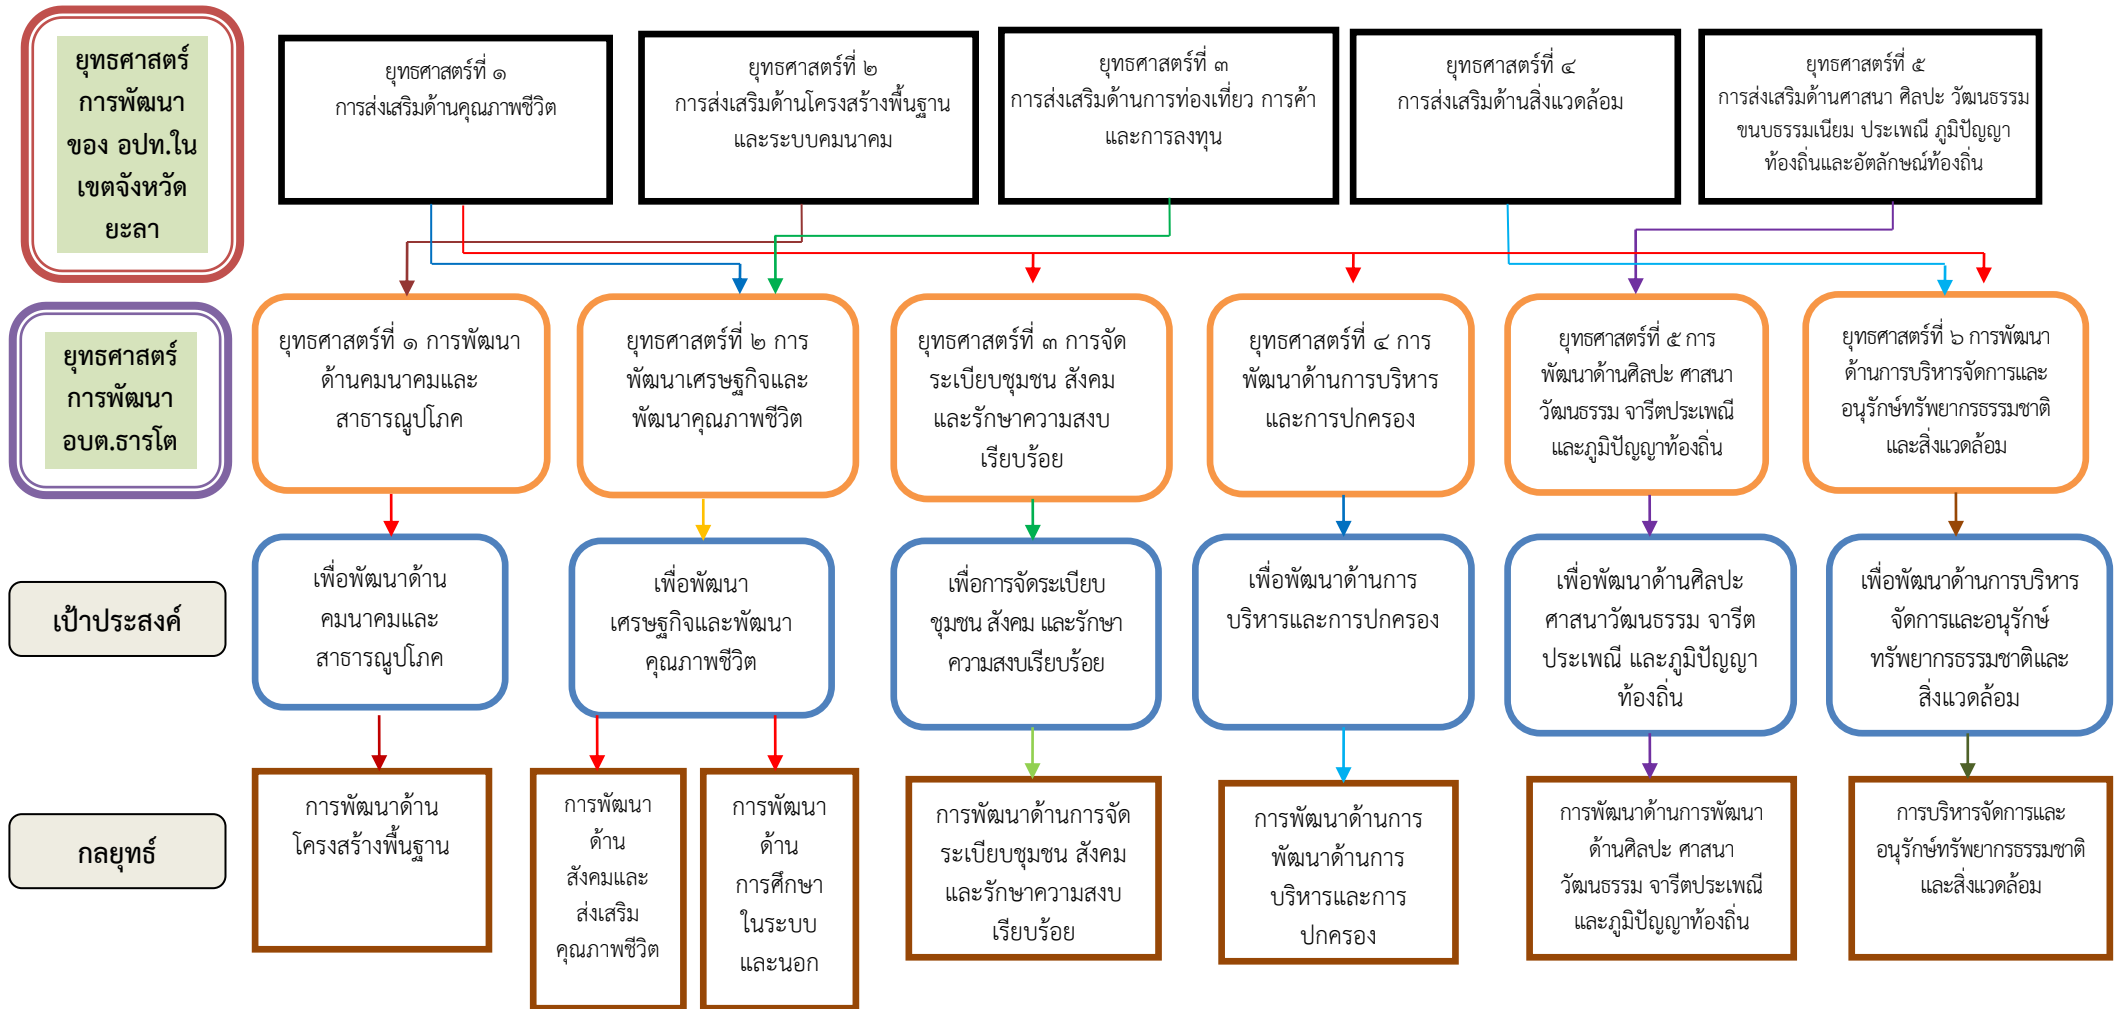 ยุทธศาสตร์
การพัฒนา
ของ อปท.ใน
เขตจังหวัด
ยะลา
ยุทธศาสตร์ที่ ๑
การส่งเสริมด้านคุณภาพชีวิต
ยุทธศาสตร์ที่ ๒
การส่งเสริมด้านโครงสร้างพื้นฐาน
และระบบคมนาคม
ยุทธศาสตร์ที่ ๓
การส่งเสริมด้านการท่องเที่ยว การค้า
และการลงทุน
ยุทธศาสตร์ที่ ๔
การส่งเสริมด้านสิ่งแวดล้อม
ยุทธศาสตร์ที่ ๕
การส่งเสริมด้านศาสนา ศิลปะ วัฒนธรรม
ขนบธรรมเนียม ประเพณี ภูมิปัญญา
ท้องถิ่นและอัตลักษณ์ท้องถิ่น
ยุทธศาสตร์
การพัฒนา
อบต.ธารโต
ยุทธศาสตร์ที่ ๑ การพัฒนา
ด้านคมนาคมและ
สาธารณูปโภค
ยุทธศาสตร์ที่ ๒ การ
พัฒนาเศรษฐกิจและ
พัฒนาคุณภาพชีวิต
ยุทธศาสตร์ที่ ๓ การจัด
ระเบียบชุมชน สังคม
และรักษาความสงบ
เรียบร้อย
ยุทธศาสตร์ที่ ๔ การ
พัฒนาด้านการบริหาร
และการปกครอง
ยุทธศาสตร์ที่ ๕ การ
พัฒนาด้านศิลปะ ศาสนา
วัฒนธรรม จารีตประเพณี
และภูมิปัญญาท้องถิ่น
ยุทธศาสตร์ที่ ๖ การพัฒนา
ด้านการบริหารจัดการและ
อนุรักษ์ทรัพยากรธรรมชาติ
และสิ่งแวดล้อม
เป้าประสงค์
เพื่อพัฒนาด้าน
คมนาคมและ
สาธารณูปโภค
เพื่อพัฒนา
เศรษฐกิจและพัฒนา
คุณภาพชีวิต
เพื่อการจัดระเบียบ
ชุมชน สังคม และรักษา
ความสงบเรียบร้อย
เพื่อพัฒนาด้านการ
บริหารและการปกครอง
เพื่อพัฒนาด้านศิลปะ
ศาสนาวัฒนธรรม จารีต
ประเพณี และภูมิปัญญา
ท้องถิ่น
เพื่อพัฒนาด้านการบริหาร
จัดการและอนุรักษ์
ทรัพยากรธรรมชาติและ
สิ่งแวดล้อม
กลยุทธ์
การพัฒนาด้าน
โครงสร้างพื้นฐาน
การพัฒนา
ด้าน
สังคมและ
ส่งเสริม
คุณภาพชีวิต
การพัฒนา
ด้าน
การศึกษา
ในระบบ
และนอก
การพัฒนาด้านการจัด
ระเบียบชุมชน สังคม
และรักษาความสงบ
เรียบร้อย
การพัฒนาด้านการ
พัฒนาด้านการ
บริหารและการ
ปกครอง
การพัฒนาด้านการพัฒนา
ด้านศิลปะ ศาสนา
วัฒนธรรม จารีตประเพณี
และภูมิปัญญาท้องถิ่น
การบริหารจัดการและ
อนุรักษ์ทรัพยากรธรรมชาติ
และสิ่งแวดล้อม